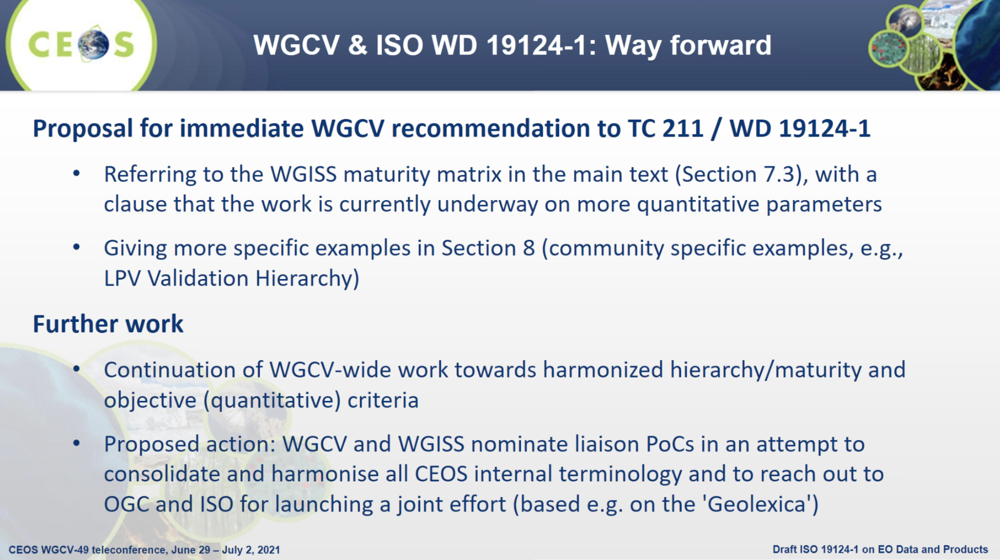 CEOS
WGCV & ISO WD 19124-1: Way forward
Proposal for immediate WGCV recommendation to TC 211 / WD 19124-1
• Referring to the WGISS maturity matrix in the main text (Section 7.3), with a
clause that the work is currently underway on more quantitative parameters
• Giving more specific examples in Section 8 (community specific examples, e.g.,
LPV Validation Hierarchy)
Further work
• Continuation of WGCV-wide work towards harmonized hierarchy/maturity and
objective (quantitative) criteria
• Proposed action: WGCV and WGISS nominate liaison PoCs in an attempt to
consolidate and harmonise all CEOS internal terminology and to reach out to
OGC and ISO for launching a joint effort (based e.g. on the 'Geolexica')
CEOS WGCV-49 teleconference, June 29 – July 2, 2021
Draft ISO 19124-1 on EO Data and Products